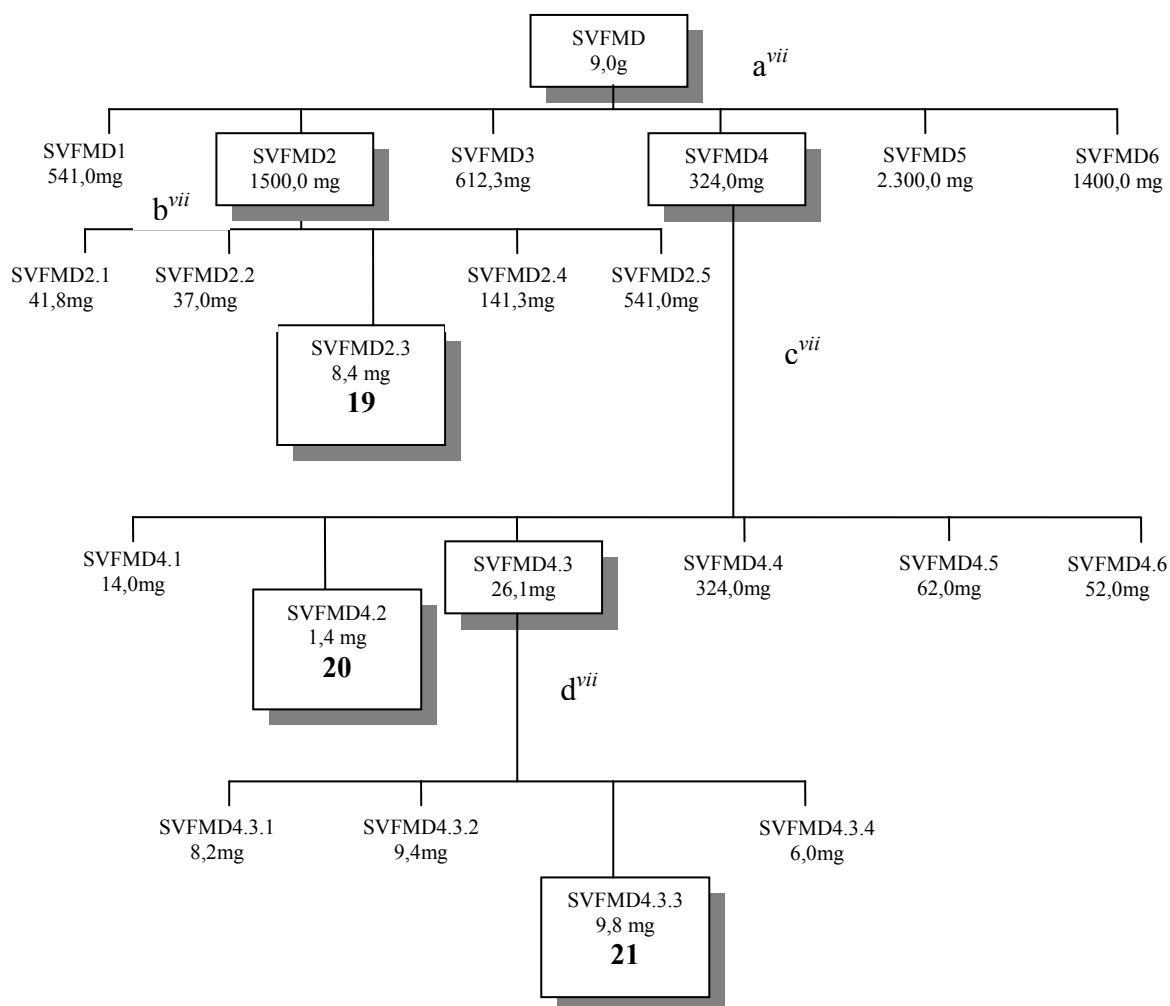 SVFMD
9,0g
a^vii
SVFMD1
541,0mg
SVFMD2
1500,0 mg
SVFMD3
612,3mg
SVFMD4
324,0mg
SVFMD5
2.300,0 mg
SVFMD6
1400,0 mg
b^vii
SVFMD2.1
41,8mg
SVFMD2.2
37,0mg
SVFMD2.4
141,3mg
SVFMD2.5
541,0mg
SVFMD2.3
8,4 mg
19
c^vii
SVFMD4.1
14,0mg
SVFMD4.2
1,4 mg
20
SVFMD4.3
26,1mg
SVFMD4.4
324,0mg
SVFMD4.5
62,0mg
SVFMD4.6
52,0mg
d^vii
SVFMD4.3.1
8,2mg
SVFMD4.3.2
9,4mg
SVFMD4.3.4
6,0mg
SVFMD4.3.3
9,8 mg
21